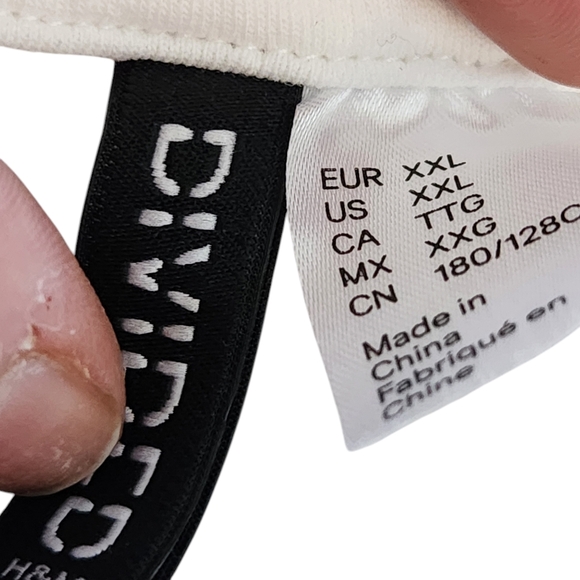 DIVIDED
H&M
EUR XXL
US XXL
CA TTG
MX XXG
CN 180/128C
Made in
China
Fabriqué en
Chine